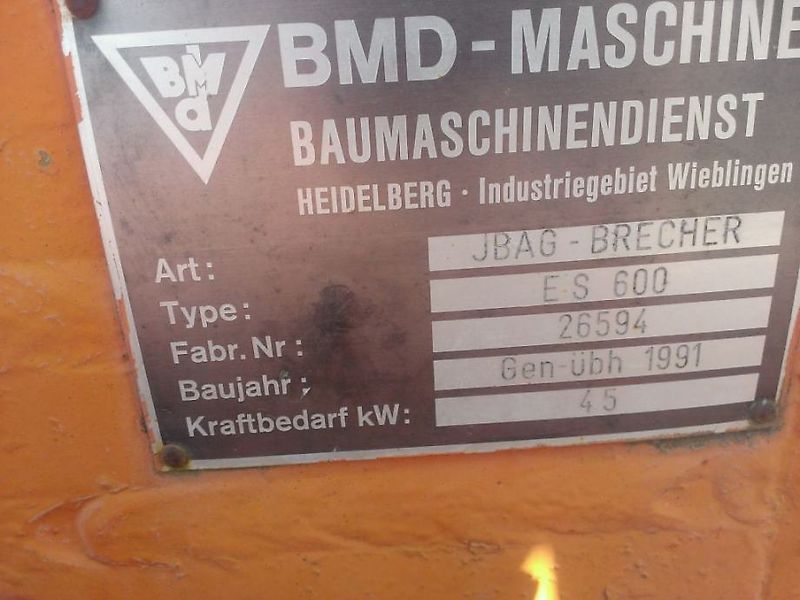 BMd
BMD-MASCHINE
BAUMASCHINENDIENST
HEIDELBERG · Industriegebiet Wieblingen
Art: JBAG-BRECHER
Type: ES 600
Fabr. Nr: 26594
Baujahr: Gen-übh 1991
Kraftbedarf kW: 45